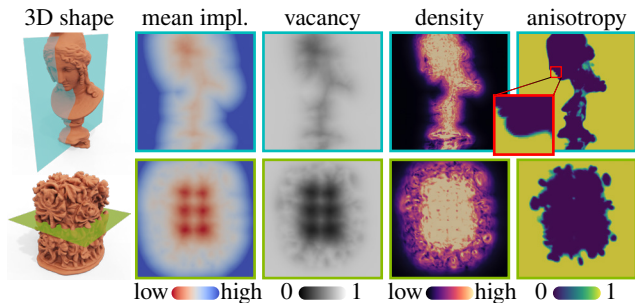 3D shape mean impl. vacancy density anisotropy
low high 0 1 low high 0 1